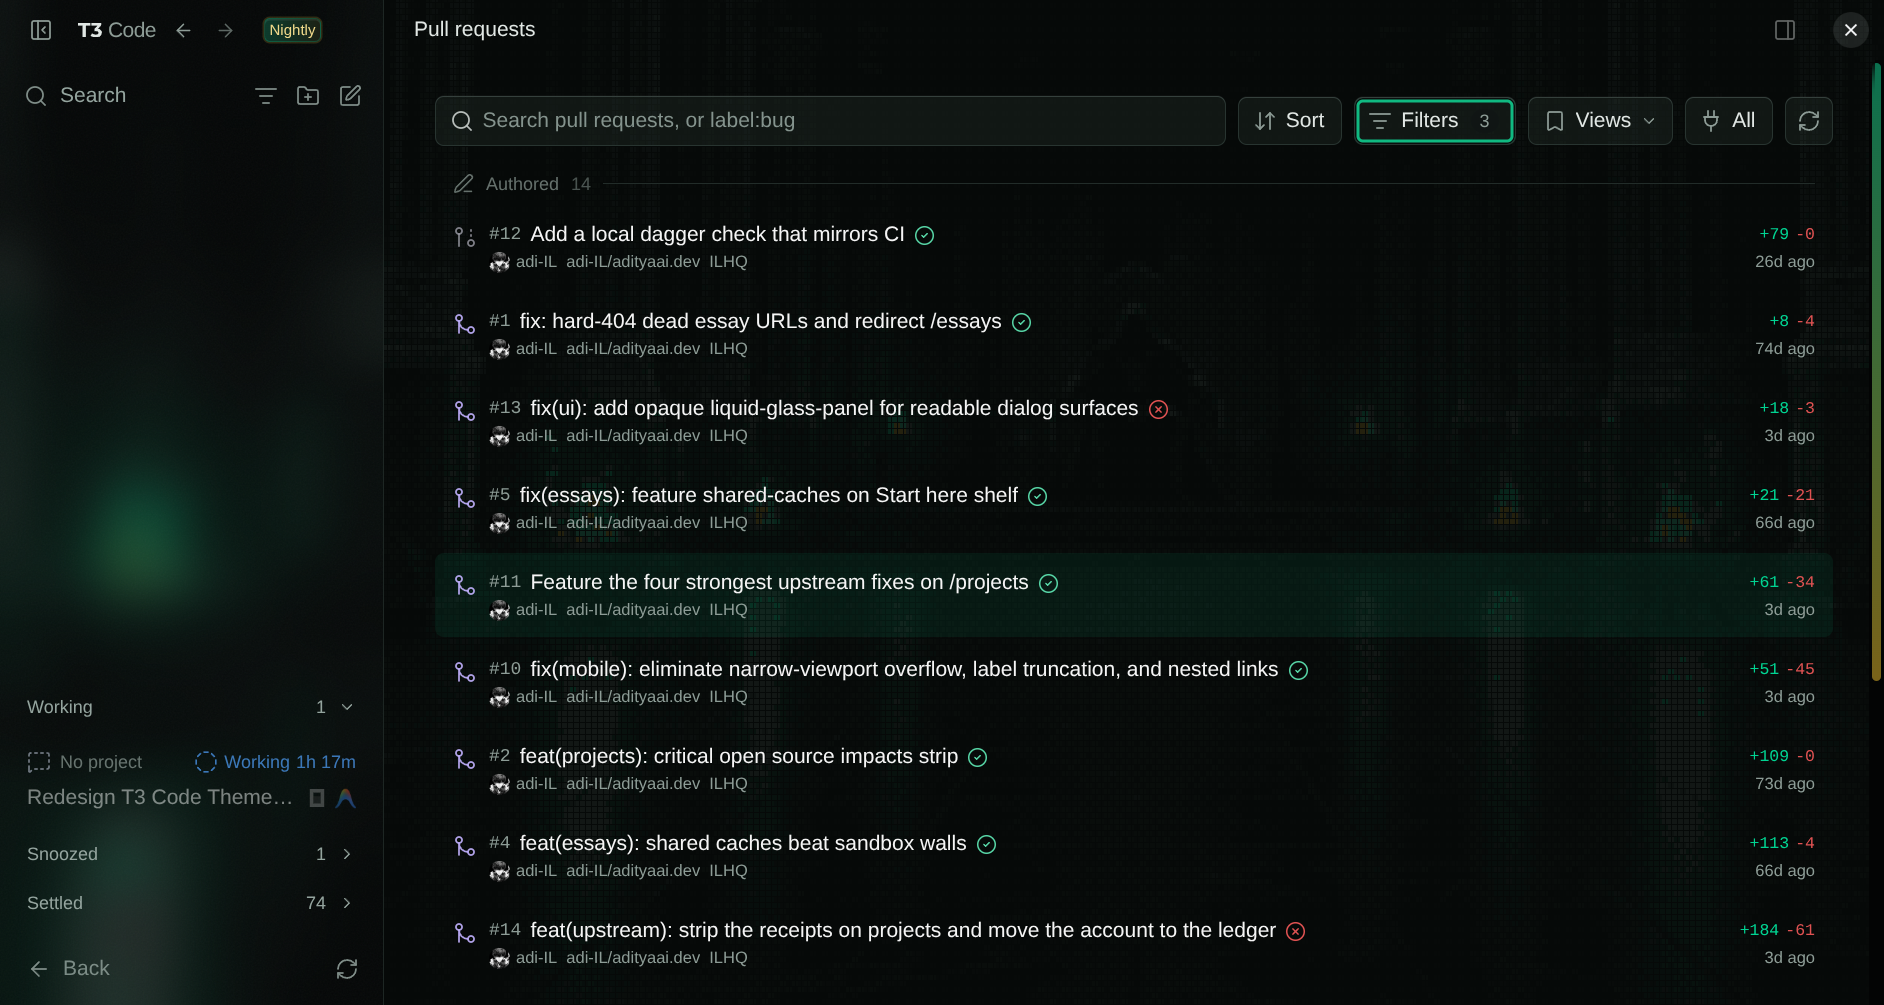 T3 Code
Nightly
Search
Working 1
No project Working 1h 17m
Redesign T3 Code Theme…
Snoozed 1
Settled 74
Back
Pull requests
Search pull requests, or label:bug
Sort
Filters 3
Views
All
Authored 14
#12 Add a local dagger check that mirrors CI +79 -0
adi-IL adi-IL/adityaai.dev ILHQ 26d ago
#1 fix: hard-404 dead essay URLs and redirect /essays +8 -4
adi-IL adi-IL/adityaai.dev ILHQ 74d ago
#13 fix(ui): add opaque liquid-glass-panel for readable dialog surfaces +18 -3
adi-IL adi-IL/adityaai.dev ILHQ 3d ago
#5 fix(essays): feature shared-caches on Start here shelf +21 -21
adi-IL adi-IL/adityaai.dev ILHQ 66d ago
#11 Feature the four strongest upstream fixes on /projects +61 -34
adi-IL adi-IL/adityaai.dev ILHQ 3d ago
#10 fix(mobile): eliminate narrow-viewport overflow, label truncation, and nested links +51 -45
adi-IL adi-IL/adityaai.dev ILHQ 3d ago
#2 feat(projects): critical open source impacts strip +109 -0
adi-IL adi-IL/adityaai.dev ILHQ 73d ago
#4 feat(essays): shared caches beat sandbox walls +113 -4
adi-IL adi-IL/adityaai.dev ILHQ 66d ago
#14 feat(upstream): strip the receipts on projects and move the account to the ledger +184 -61
adi-IL adi-IL/adityaai.dev ILHQ 3d ago